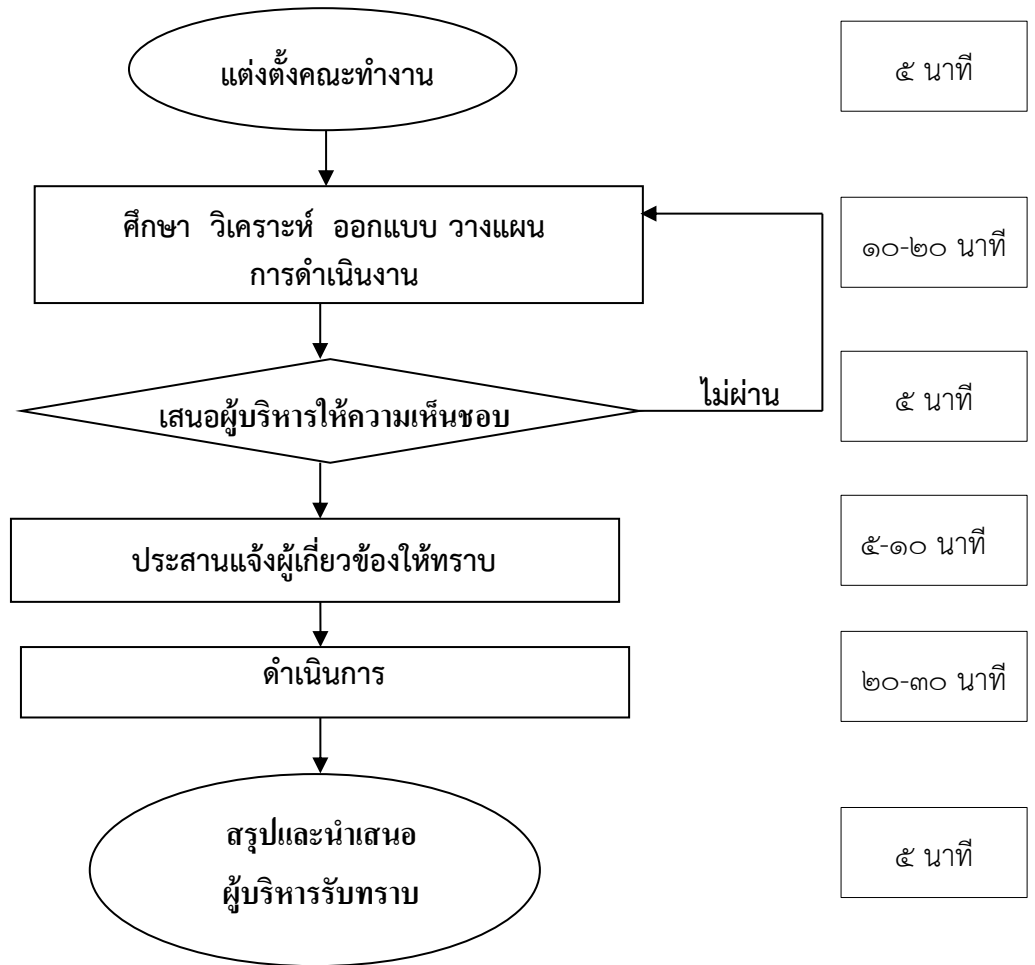 แต่งตั้งคณะทำงาน
๕ นาที
ศึกษา วิเคราะห์ ออกแบบ วางแผน
การดำเนินงาน
๑๐-๒๐ นาที
เสนอผู้บริหารให้ความเห็นชอบ
ไม่ผ่าน
๕ นาที
ประสานแจ้งผู้เกี่ยวข้องให้ทราบ
๕-๑๐ นาที
ดำเนินการ
๒๐-๓๐ นาที
สรุปและนำเสนอ
ผู้บริหารรับทราบ
๕ นาที